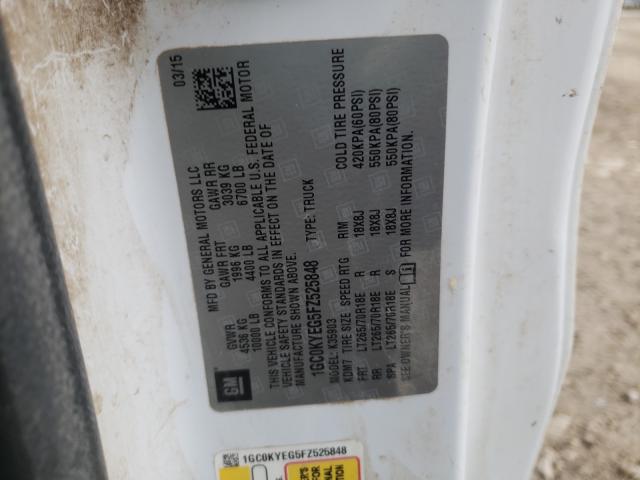 MFD BY GENERAL MOTORS LLC
03/15
GVWR GAWR FRT GAWR RR
4536 KG 1996 KG 3039 KG
10000 LB 4400 LB 6700 LB
THIS VEHICLE CONFORMS TO ALL APPLICABLE U.S. FEDERAL MOTOR
VEHICLE SAFETY STANDARDS IN EFFECT ON THE DATE OF
MANUFACTURE SHOWN ABOVE.
1GC0KYEG5FZ525848 TYPE: TRUCK
MODEL: K35903
KDM7 TIRE SIZE SPEED RTG RIM COLD TIRE PRESSURE
FRT LT265/70R18E R 18X8J 420KPA(60PSI)
RR LT265/70R18E R 18X8J 550KPA(80PSI)
SPA LT265/70R18E S 18X8J 550KPA(80PSI)
SEE OWNER'S MANUAL FOR MORE INFORMATION.
GM
1GC0KYEG5FZ525848